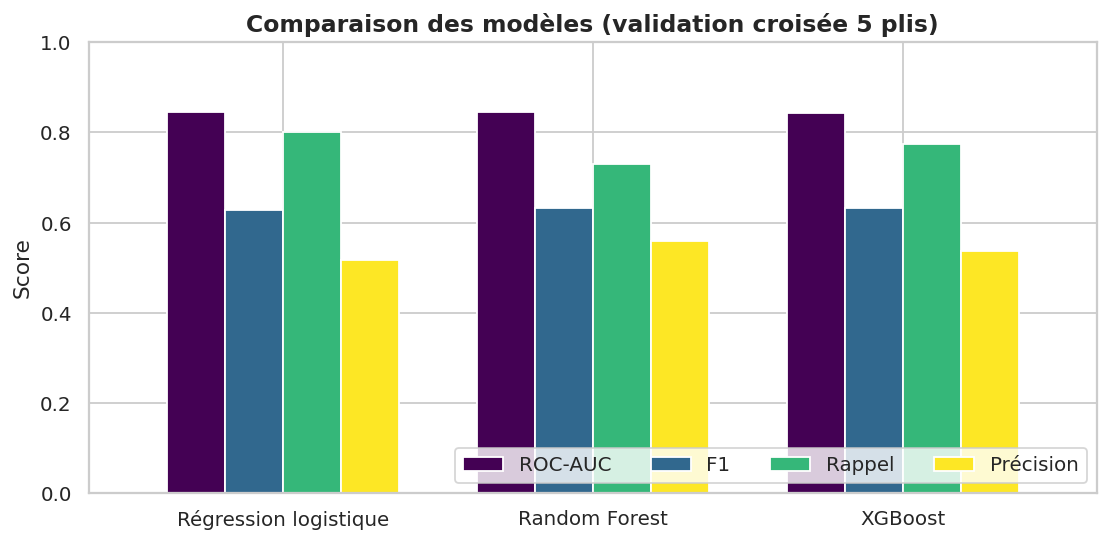 Comparaison des modèles (validation croisée 5 plis)
1.0
0.8
0.6
0.4
0.2
0.0
Score
ROC-AUC F1 Rappel Précision
Régression logistique Random Forest XGBoost